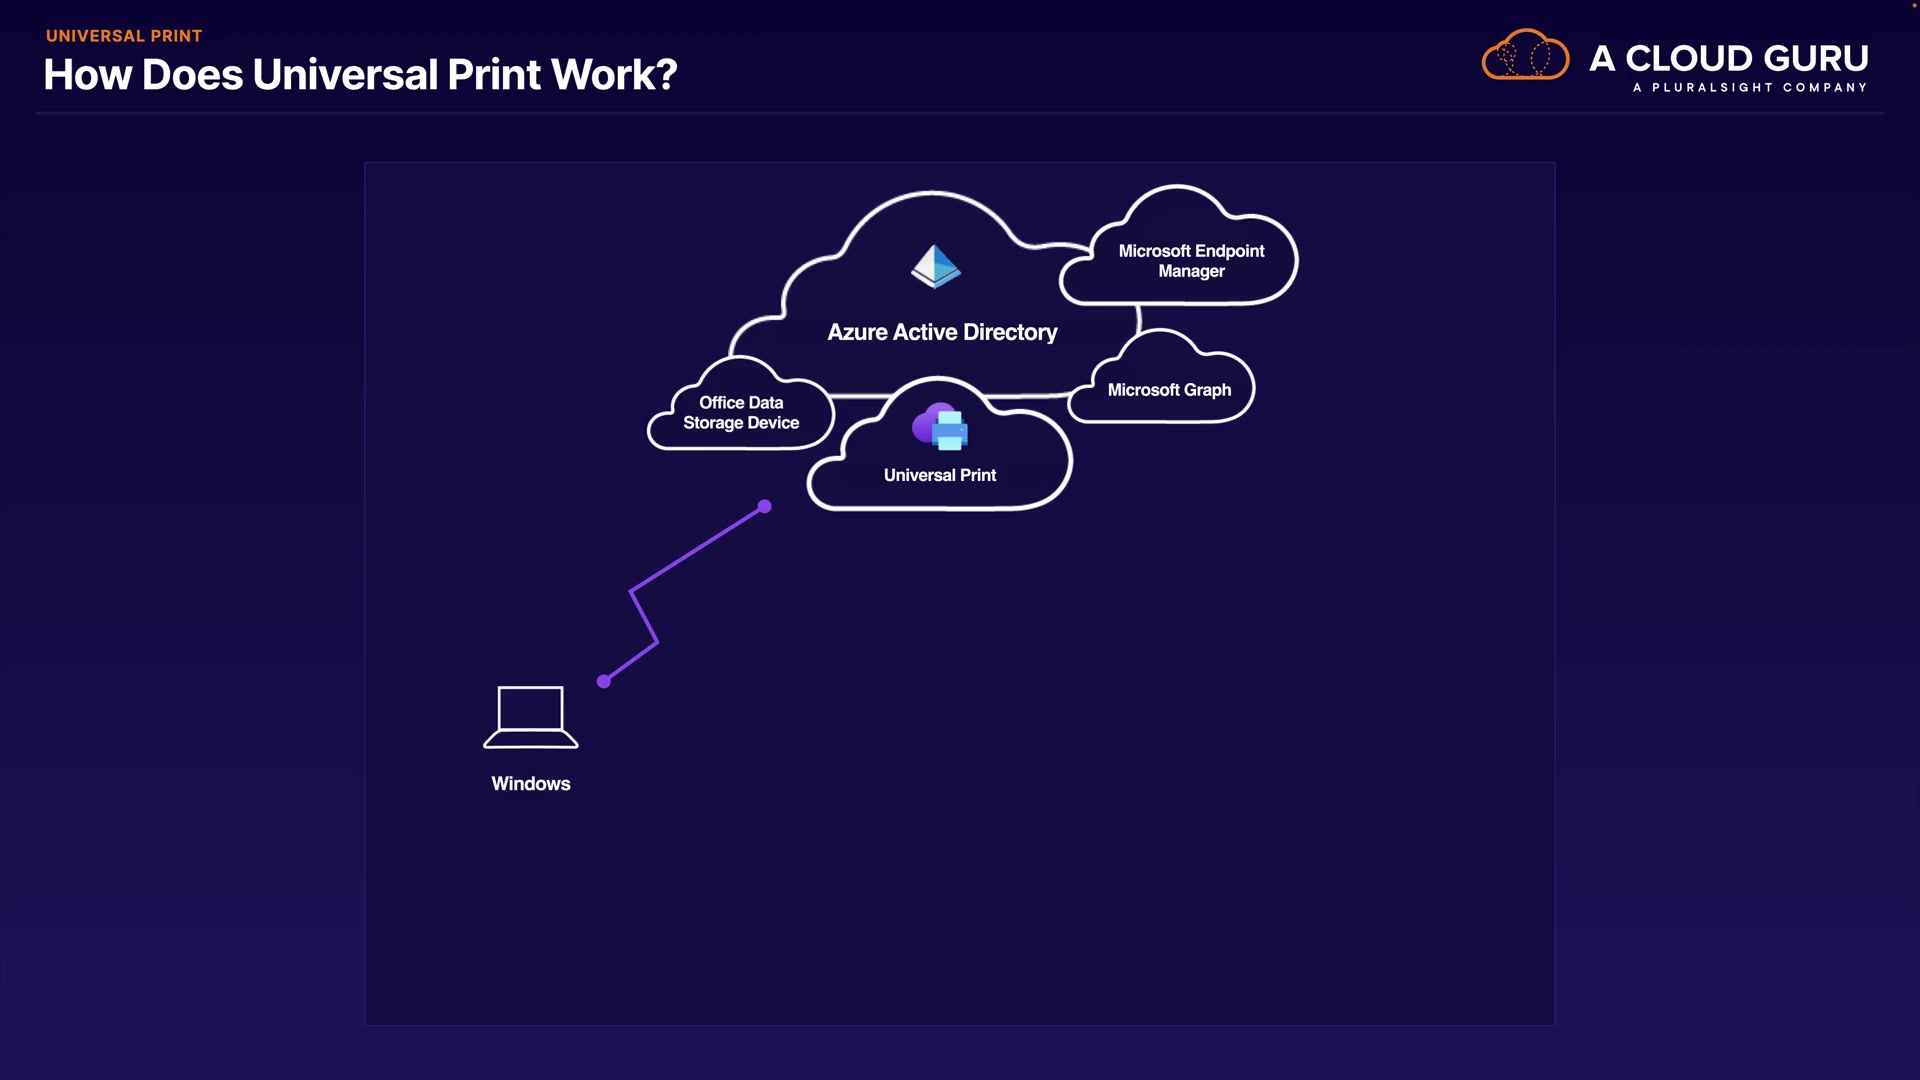 UNIVERSAL PRINT
How Does Universal Print Work?
A CLOUD GURU
A PLURALSIGHT COMPANY
Microsoft Endpoint
Manager
Azure Active Directory
Microsoft Graph
Office Data
Storage Device
Universal Print
Windows